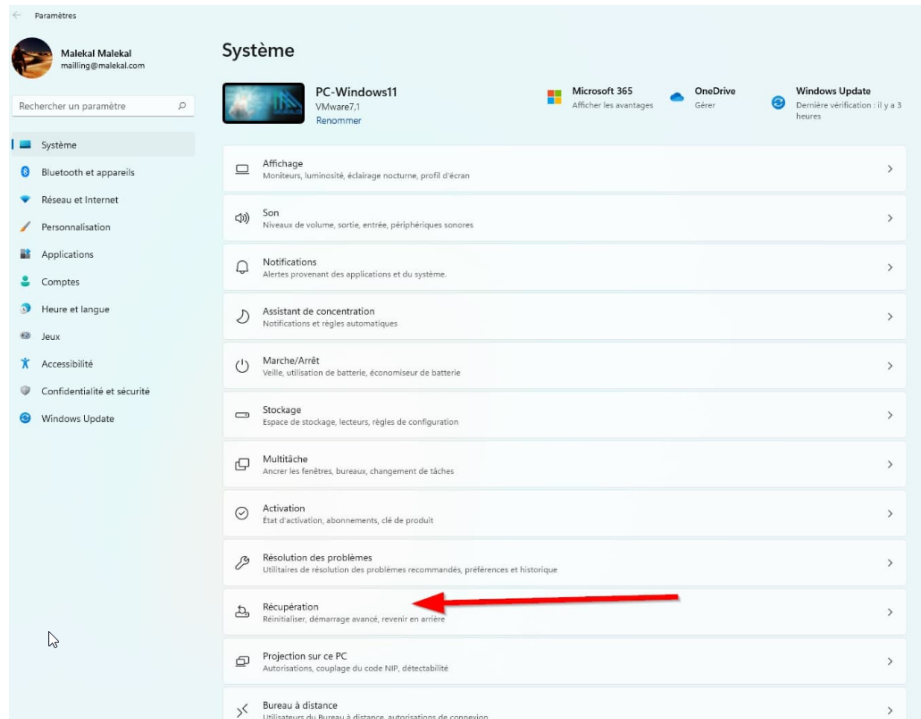 Paramètres
Malekal Malekal
mailling@malekal.com
Rechercher un paramètre
Système
Bluetooth et appareils
Réseau et Internet
Personnalisation
Applications
Comptes
Heure et langue
Jeux
Accessibilité
Confidentialité et sécurité
Windows Update
Système
PC-Windows11
VMware7,1
Renommer
Microsoft 365
Afficher les avantages
OneDrive
Gérer
Windows Update
Dernière vérification : il y a 3
heures
Affichage
Moniteurs, luminosité, éclairage nocturne, profil d'écran
Son
Niveaux de volume, sortie, entrée, périphériques sonores
Notifications
Alertes provenant des applications et du système.
Assistant de concentration
Notifications et règles automatiques
Marche/Arrêt
Veille, utilisation de batterie, économiseur de batterie
Stockage
Espace de stockage, lecteurs, règles de configuration
Multitâche
Ancrer les fenêtres, bureaux, changement de tâches
Activation
État d'activation, abonnements, clé de produit
Résolution des problèmes
Utilitaires de résolution des problèmes recommandés, préférences et historique
Récupération
Réinitialiser, démarrage avancé, revenir en arrière
Projection sur ce PC
Autorisations, couplage du code NIP, détectabilité
Bureau à distance
Utilisateurs du Bureau à distance, autorisations de connexion